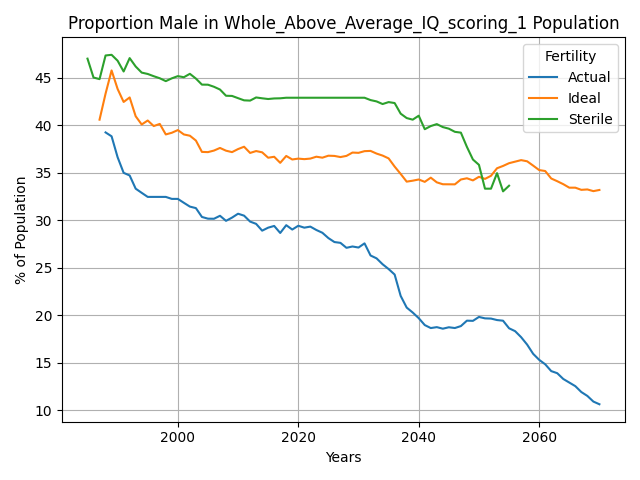 Proportion Male in Whole_Above_Average_IQ_scoring_1 Population
Fertility
Actual
Ideal
Sterile
% of Population
45
40
35
30
25
20
15
10
2000
2020
2040
2060
Years